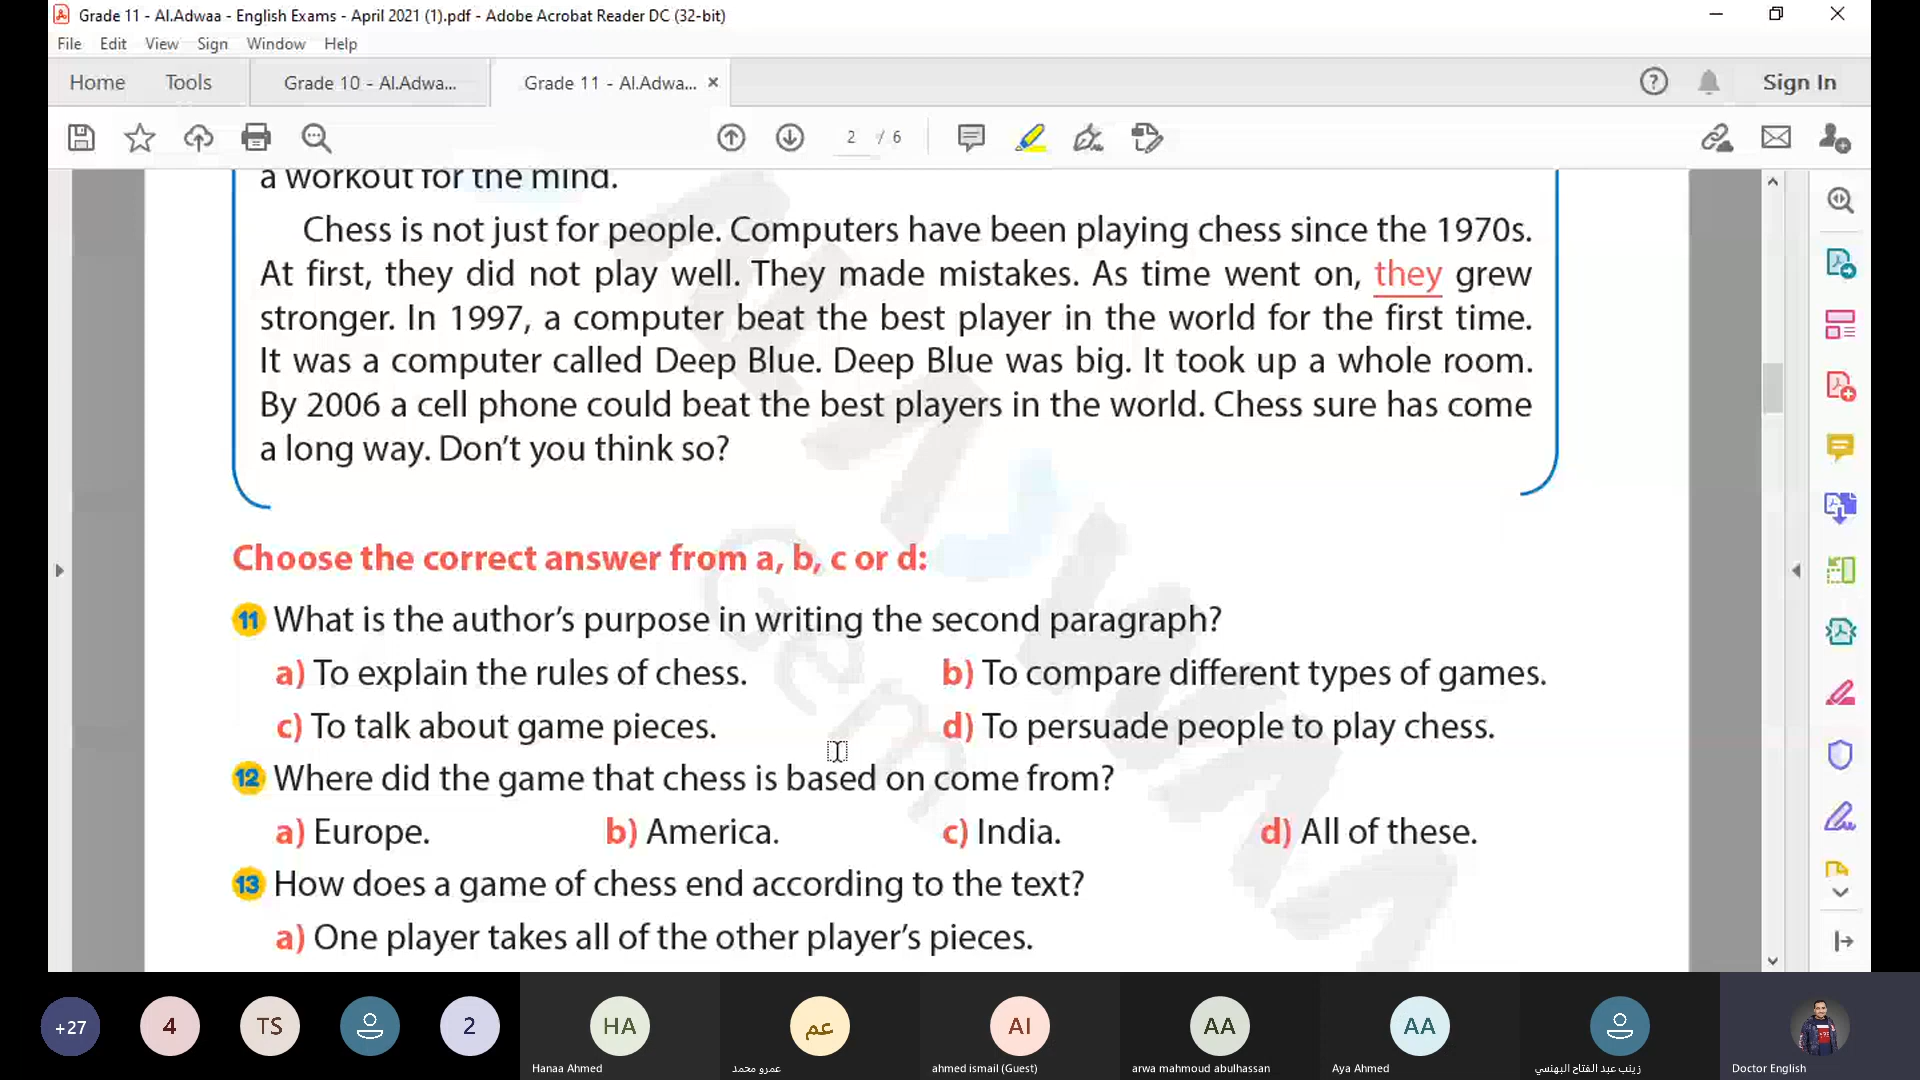 Grade 11 - Al.Adwaa - English Exams - April 2021 (1).pdf - Adobe Acrobat Reader DC (32-bit)
File Edit View Sign Window Help
Home Tools Grade 10 - Al.Adwa... Grade 11 - Al.Adwa... × Sign In
2 / 6
a workout for the mind.
Chess is not just for people. Computers have been playing chess since the 1970s.
At first, they did not play well. They made mistakes. As time went on, they grew
stronger. In 1997, a computer beat the best player in the world for the first time.
It was a computer called Deep Blue. Deep Blue was big. It took up a whole room.
By 2006 a cell phone could beat the best players in the world. Chess sure has come
a long way. Don't you think so?
Choose the correct answer from a, b, c or d:
11 What is the author's purpose in writing the second paragraph?
a) To explain the rules of chess. b) To compare different types of games.
c) To talk about game pieces. d) To persuade people to play chess.
12 Where did the game that chess is based on come from?
a) Europe. b) America. c) India. d) All of these.
13 How does a game of chess end according to the text?
a) One player takes all of the other player's pieces.
+27 4 TS 2 HA عم AI AA AA
Hanaa Ahmed عمرو محمد ahmed ismail (Guest) arwa mahmoud abulhassan Aya Ahmed زينب عبد الفتاح البهنسي Doctor English